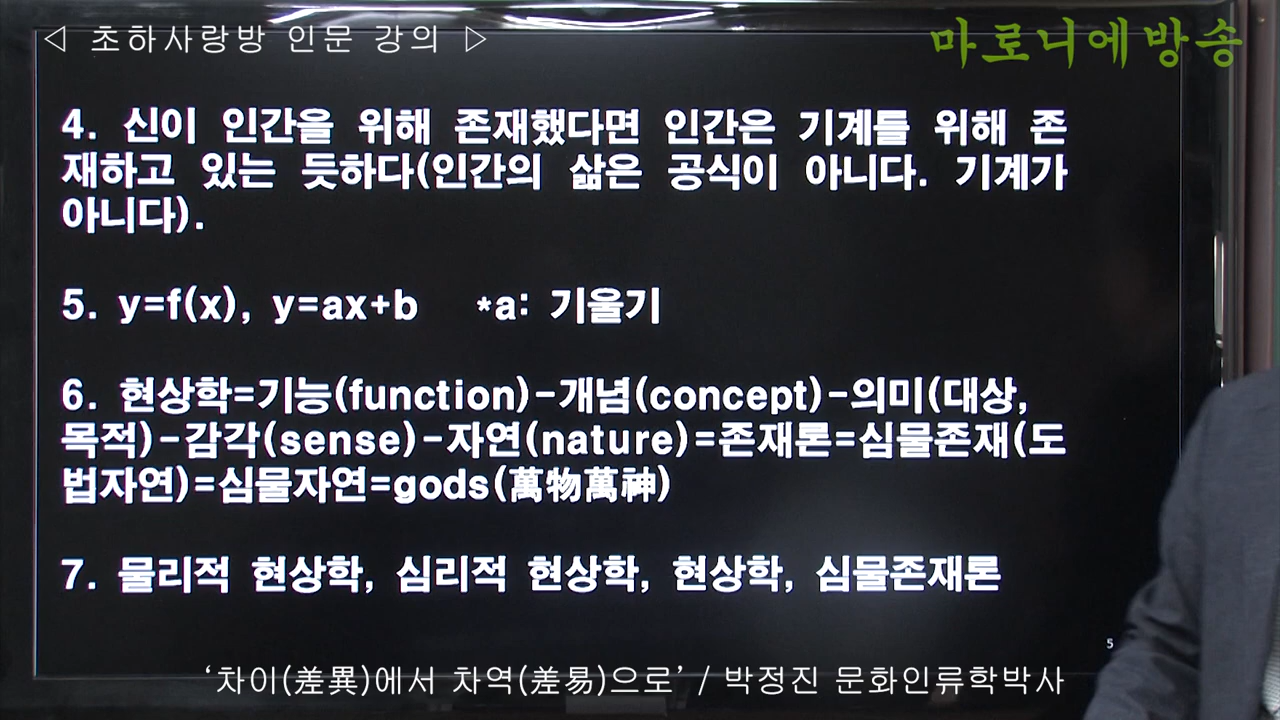 ◁ 초하사랑방 인문 강의 ▷
마로니에방송
4. 신이 인간을 위해 존재했다면 인간은 기계를 위해 존
재하고 있는 듯하다(인간의 삶은 공식이 아니다. 기계가
아니다).
5. y=f(x), y=ax+b *a: 기울기
6. 현상학=기능(function)-개념(concept)-의미(대상,
목적)-감각(sense)-자연(nature)=존재론=심물존재(도
법자연)=심물자연=gods(萬物萬神)
7. 물리적 현상학, 심리적 현상학, 현상학, 심물존재론
5
‘차이(差異)에서 차역(差易)으로’ / 박정진 문화인류학박사